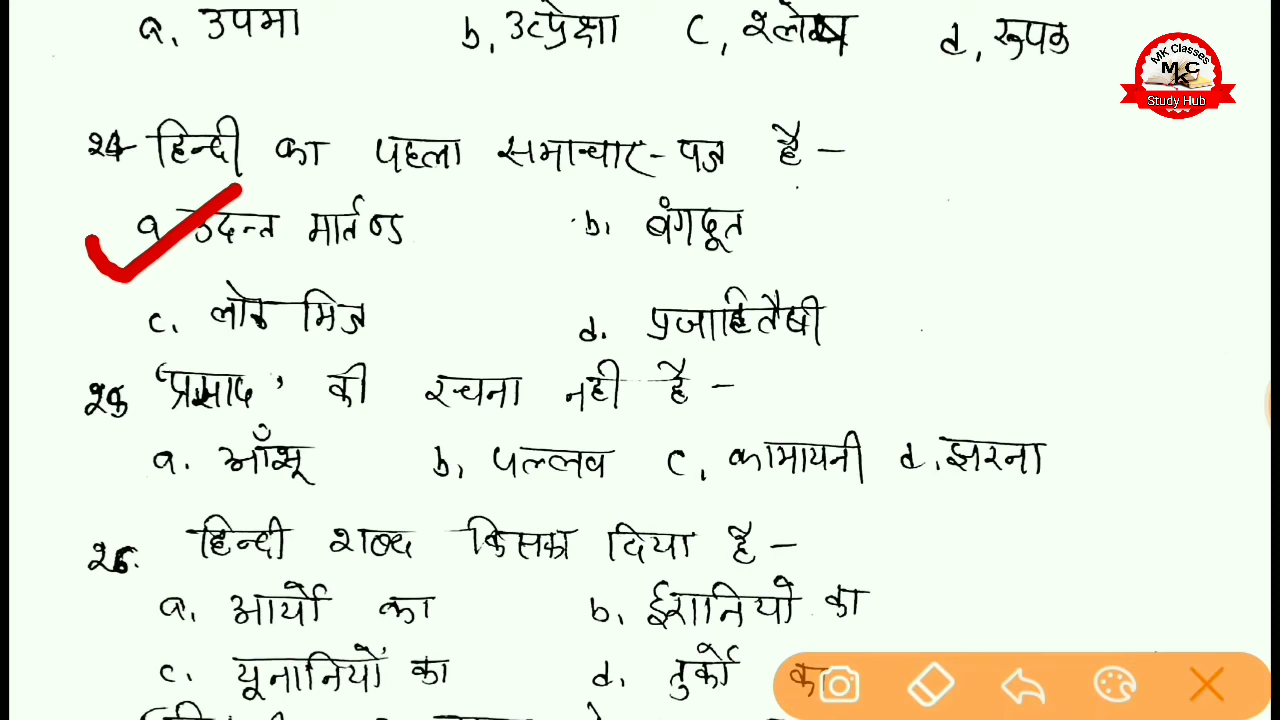 a. उपमा b. उत्प्रेक्षा c. श्लेष d. रूपक
MK Classes
M C
K
Study Hub
24 हिन्दी का पहला समाचार-पत्र है -
a उदन्त मार्तण्ड b. बंगदूत
c. लोक मित्र d. प्रजाहितैषी
25 'प्रसाद' की रचना नही है -
a. आँसू b. पल्लव c. कामायनी d. झरना
26. हिन्दी शब्द किसका दिया है -
a. आर्यो का b. ईरानियो का
c. यूनानियों का d. तुर्को का